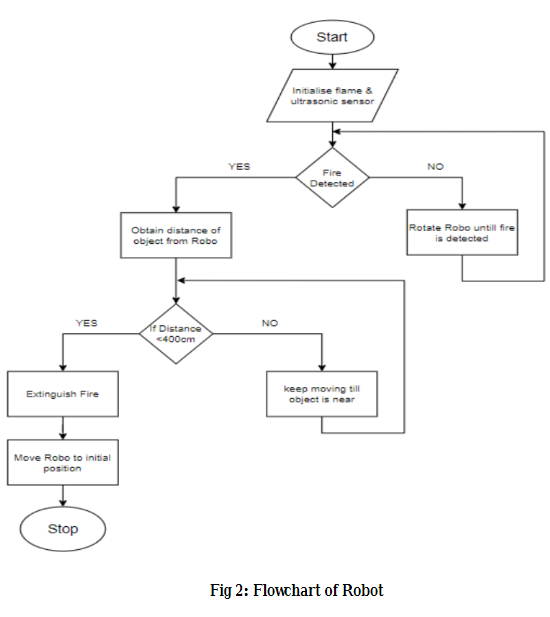 Start
Initialise flame &
ultrasonic sensor
Fire
Detected
YES
NO
Obtain distance of
object from Robo
Rotate Robo untill fire
is detected
If Distance
<400cm
YES
NO
Extinguish Fire
keep moving till
object is near
Move Robo to initial
position
Stop
Fig 2: Flowchart of Robot